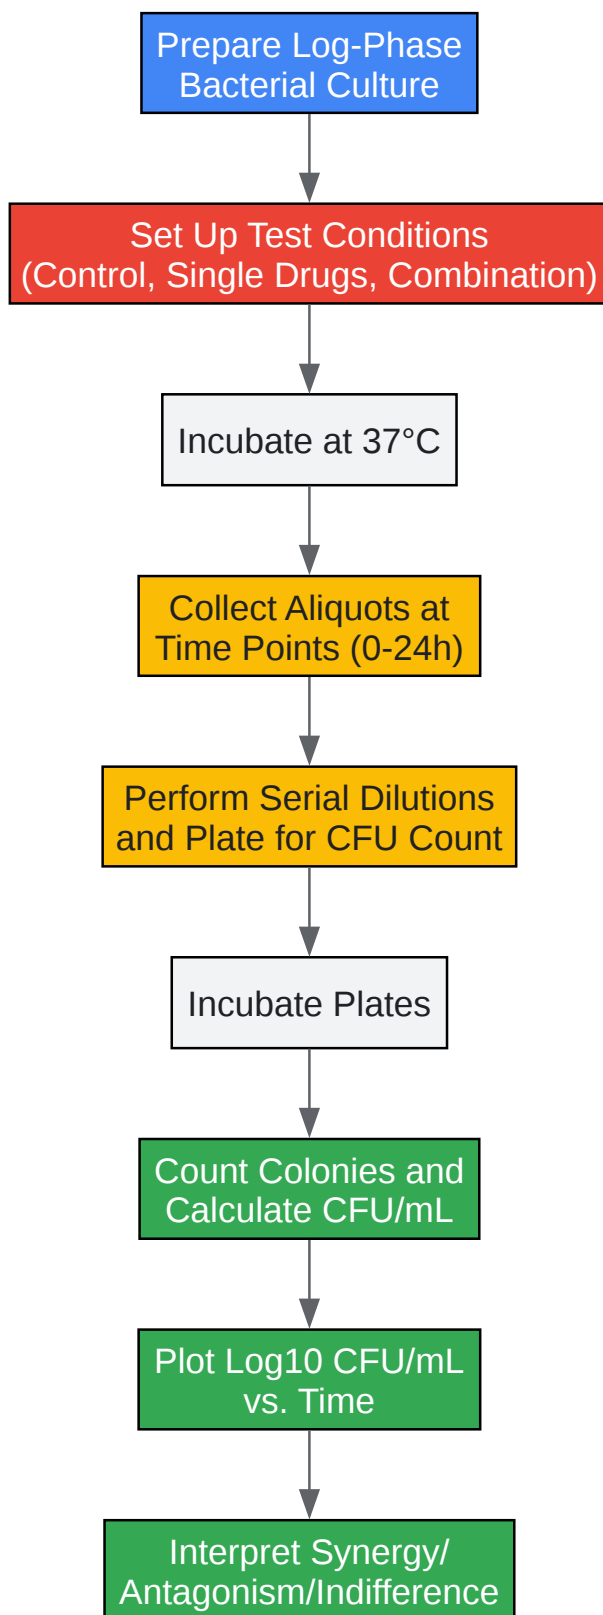 Prepare Log-Phase
Bacterial Culture
Set Up Test Conditions
(Control, Single Drugs, Combination)
Incubate at 37°C
Collect Aliquots at
Time Points (0-24h)
Perform Serial Dilutions
and Plate for CFU Count
Incubate Plates
Count Colonies and
Calculate CFU/mL
Plot Log10 CFU/mL
vs. Time
Interpret Synergy/
Antagonism/Indifference